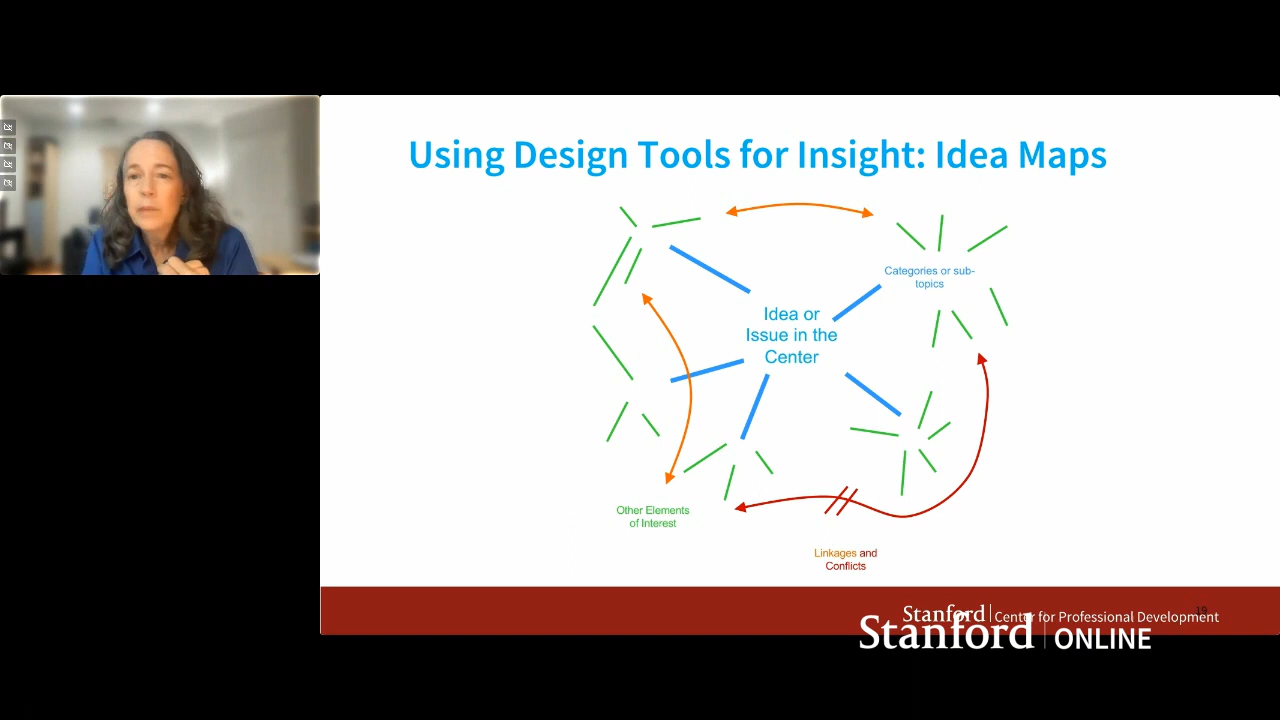 Using Design Tools for Insight: Idea Maps
Categories or sub-
topics
Idea or
Issue in the
Center
Other Elements
of Interest
Linkages and
Conflicts
19
Stanford | Center for Professional Development
Stanford | ONLINE